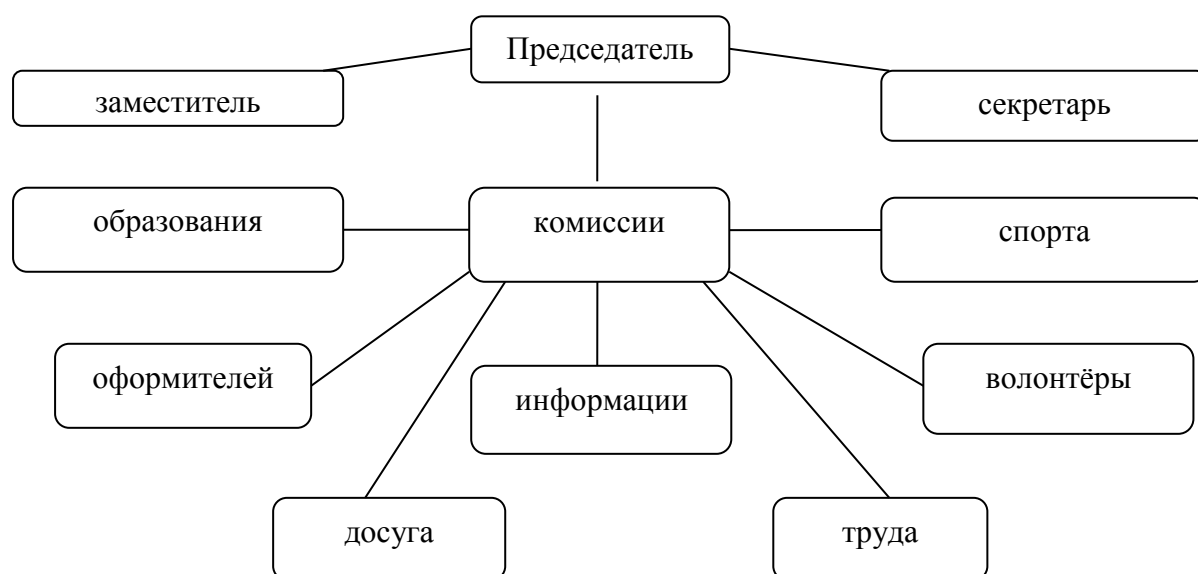 Председатель
заместитель
секретарь
образования
комиссии
спорта
оформителей
информации
волонтёры
досуга
труда